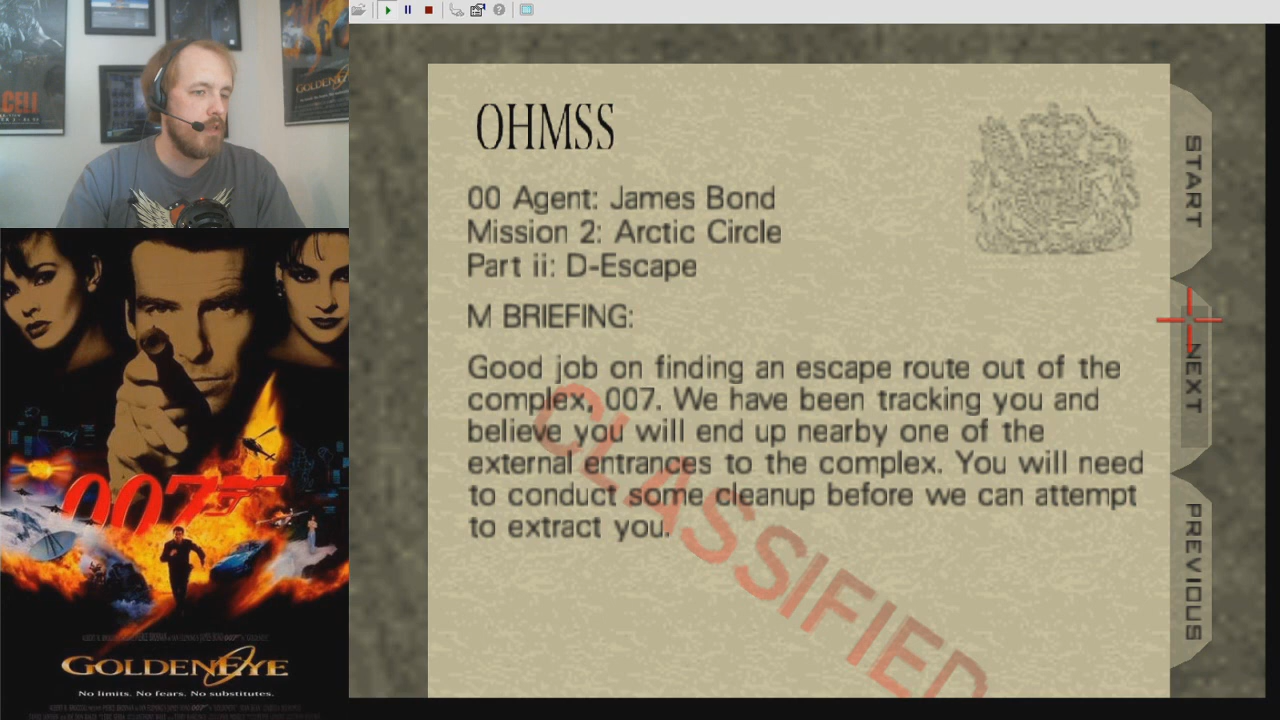 OHMSS
00 Agent: James Bond
Mission 2: Arctic Circle
Part ii: D-Escape
M BRIEFING:
Good job on finding an escape route out of the
complex, 007. We have been tracking you and
believe you will end up nearby one of the
external entrances to the complex. You will need
to conduct some cleanup before we can attempt
to extract you.
CLASSIFIED
START
NEXT
PREVIOUS
CELL
GOLDENEYE
007
GOLDENEYE
No limits. No fears. No substitutes.